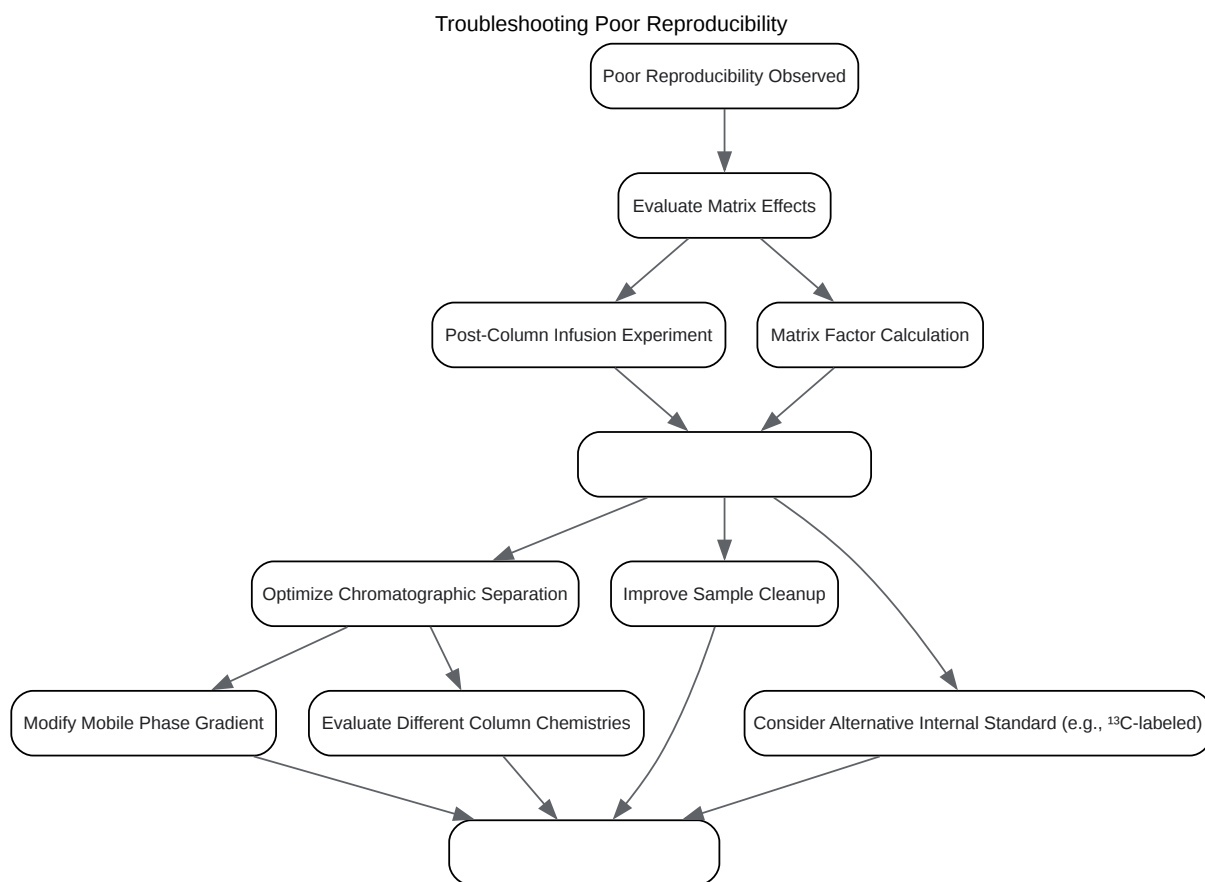 Troubleshooting Poor Reproducibility
Poor Reproducibility Observed
Evaluate Matrix Effects
Post-Column Infusion Experiment
Matrix Factor Calculation
Optimize Chromatographic Separation
Improve Sample Cleanup
Modify Mobile Phase Gradient
Evaluate Different Column Chemistries
Consider Alternative Internal Standard (e.g., ¹³C-labeled)